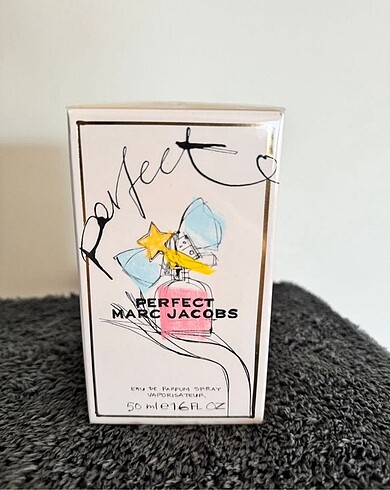 perfect
PERFECT
MARC JACOBS
EAU DE PARFUM SPRAY
VAPORISATEUR
50 ml e 1.6 FL OZ